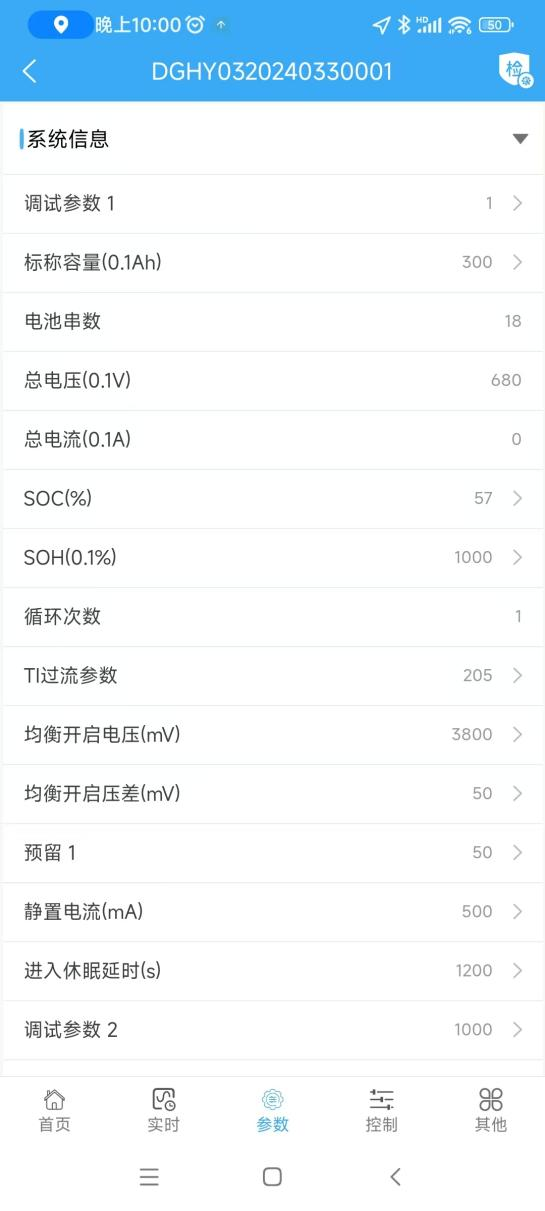 晚上10:00
HD
50
DGHY0320240330001
检
系统信息
调试参数 1 1
标称容量(0.1Ah) 300
电池串数 18
总电压(0.1V) 680
总电流(0.1A) 0
SOC(%) 57
SOH(0.1%) 1000
循环次数 1
TI过流参数 205
均衡开启电压(mV) 3800
均衡开启压差(mV) 50
预留 1 50
静置电流(mA) 500
进入休眠延时(s) 1200
调试参数 2 1000
首页 实时 参数 控制 其他